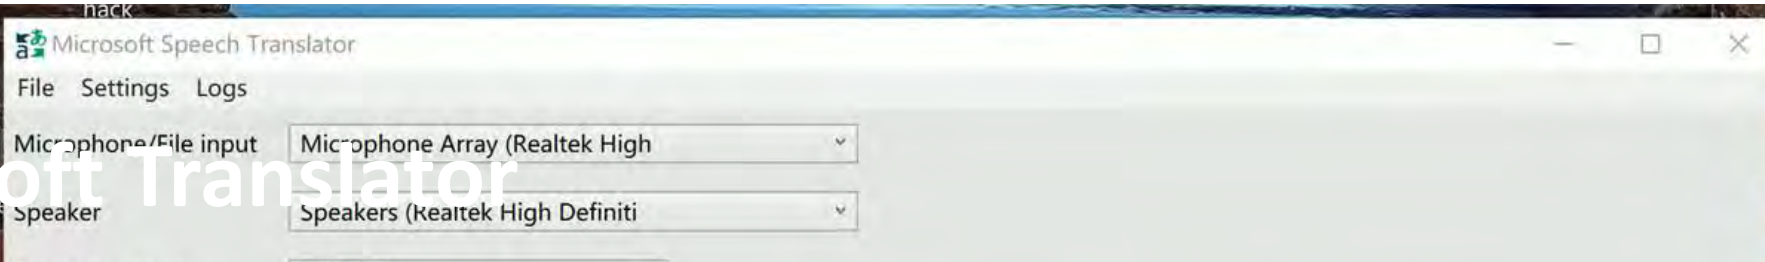 hack
Microsoft Speech Translator
File Settings Logs
Microphone/File input Microphone Array (Realtek High
oft Translator
Speaker Speakers (Realtek High Definiti